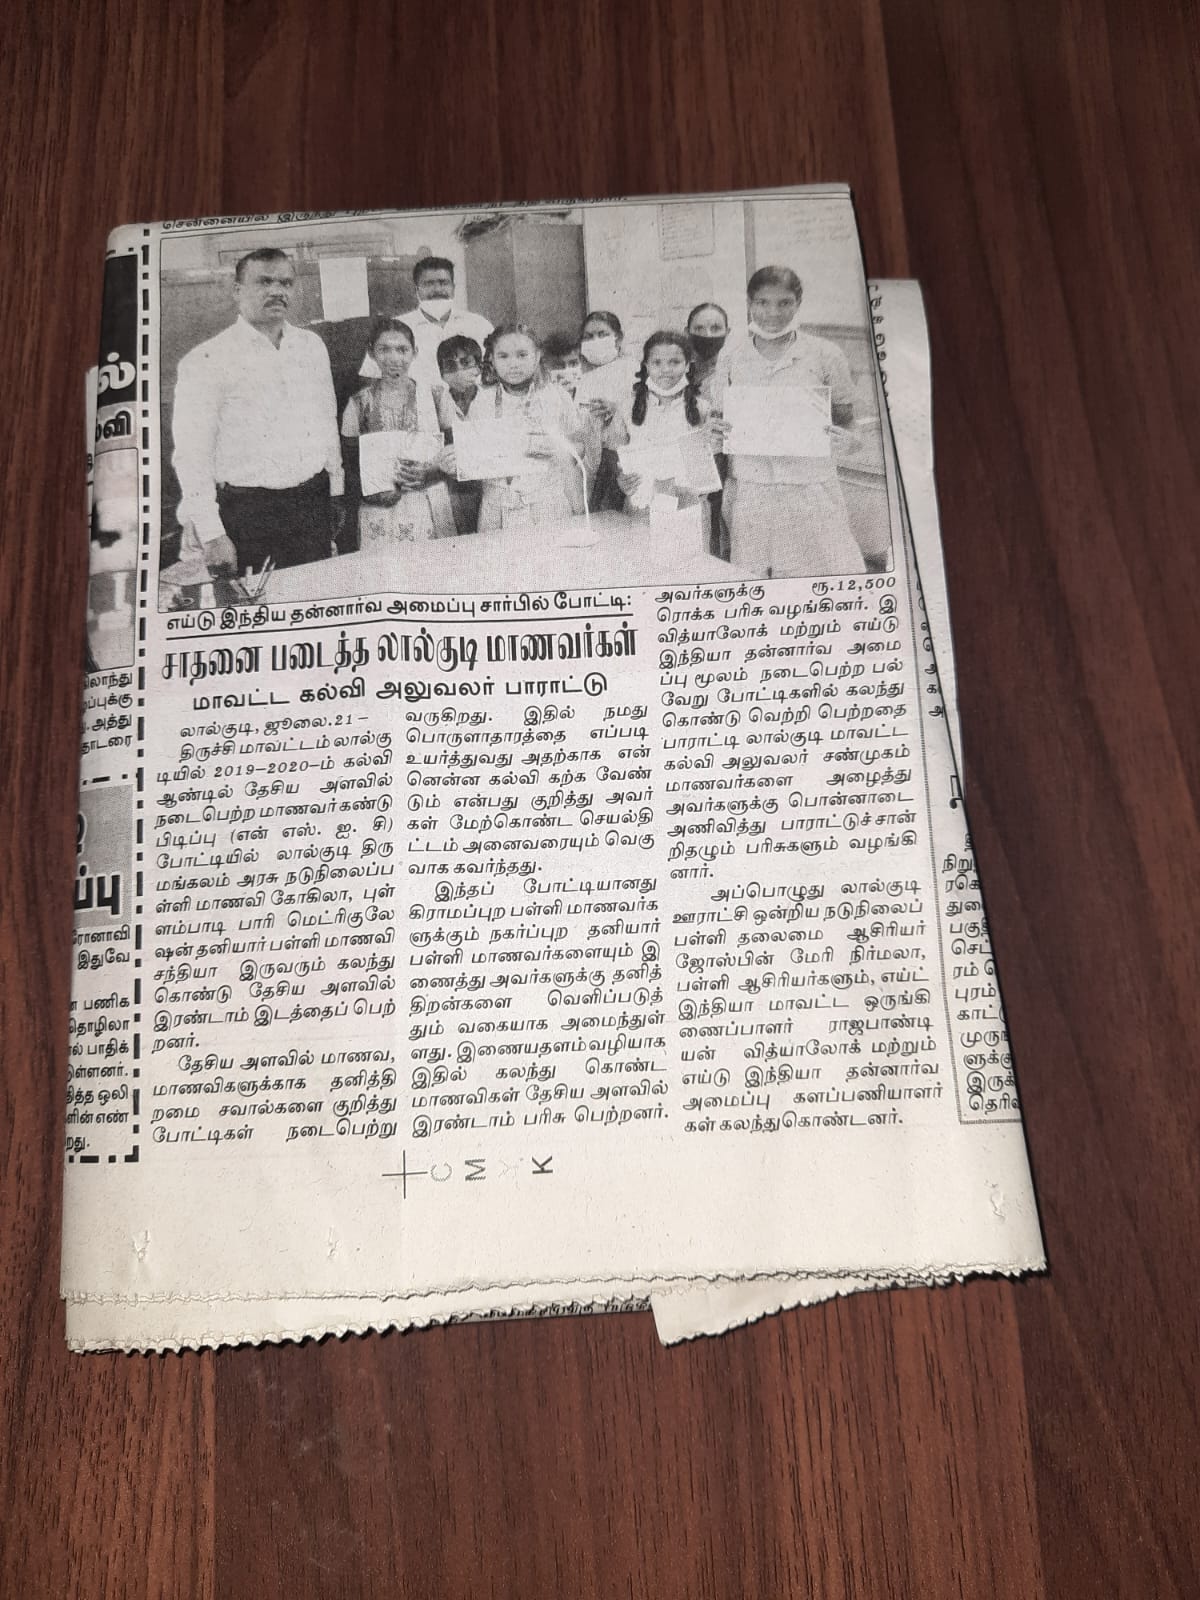 சென்னையில் இருந்து
எய்டு இந்திய தன்னார்வ அமைப்பு சார்பில் போட்டி:
சாதனை படைத்த லால்குடி மாணவர்கள்
மாவட்ட கல்வி அலுவலர் பாராட்டு
லால்குடி, ஜூலை.21 –
திருச்சி மாவட்டம் லால்கு
டியில் 2019–2020–ம் கல்வி
ஆண்டில் தேசிய அளவில்
நடைபெற்ற மாணவர்கண்டு
பிடிப்பு (என் எஸ். ஐ. சி)
போட்டியில் லால்குடி திரு
மங்கலம் அரசு நடுநிலைப்ப
ள்ளி மாணவி கோகிலா, புள்
ளம்பாடி பாரி மெட்ரிகுலே
ஷன் தனியார் பள்ளி மாணவி
சந்தியா இருவரும் கலந்து
கொண்டு தேசிய அளவில்
இரண்டாம் இடத்தைப் பெற்
றனர்.
தேசிய அளவில் மாணவ,
மாணவிகளுக்காக தனித்தி
றமை சவால்களை குறித்து
போட்டிகள் நடைபெற்று
வருகிறது. இதில் நமது
பொருளாதாரத்தை எப்படி
உயர்த்துவது அதற்காக என்
னென்ன கல்வி கற்க வேண்
டும் என்பது குறித்து அவர்
கள் மேற்கொண்ட செயல்தி
ட்டம் அனைவரையும் வெகு
வாக கவர்ந்தது.
இந்தப் போட்டியானது
கிராமப்புற பள்ளி மாணவர்க
ளுக்கும் நகர்ப்புற தனியார்
பள்ளி மாணவர்களையும் இ
ணைத்து அவர்களுக்கு தனித்
திறன்களை வெளிப்படுத்
தும் வகையாக அமைந்துள்
ளது. இணையதளம் வழியாக
இதில் கலந்து கொண்ட
மாணவிகள் தேசிய அளவில்
இரண்டாம் பரிசு பெற்றனர்.
அவர்களுக்கு ரூ.12,500
ரொக்க பரிசு வழங்கினர். இ
வித்யாலோக் மற்றும் எய்டு
இந்தியா தன்னார்வ அமை
ப்பு மூலம் நடைபெற்ற பல்
வேறு போட்டிகளில் கலந்து
கொண்டு வெற்றி பெற்றதை
பாராட்டி லால்குடி மாவட்ட
கல்வி அலுவலர் சண்முகம்
மாணவர்களை அழைத்து
அவர்களுக்கு பொன்னாடை
அணிவித்து பாராட்டுச்சான்
றிதழும் பரிசுகளும் வழங்கி
னார்.
அப்பொழுது லால்குடி
ஊராட்சி ஒன்றிய நடுநிலைப்
பள்ளி தலைமை ஆசிரியர்
ஜோஸ்பின் மேரி நிர்மலா,
பள்ளி ஆசிரியர்களும், எய்ட்
இந்தியா மாவட்ட ஒருங்கி
ணைப்பாளர் ராஜபாண்டி
யன் வித்யாலோக் மற்றும்
எய்டு இந்தியா தன்னார்வ
அமைப்பு களப்பணியாளர்
கள் கலந்துகொண்டனர்.
C M Y K